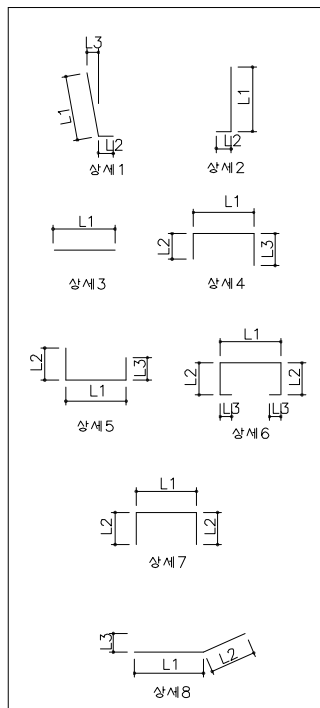 L3
L1 L1
L2 L2
상세1 상세2
L1 L1
L2 L3
상세3 상세4
L1
L2 L3 L2 L2
L1 L3 L3
상세5 상세6
L1
L2 L2
상세7
L3
L1 L2
상세8